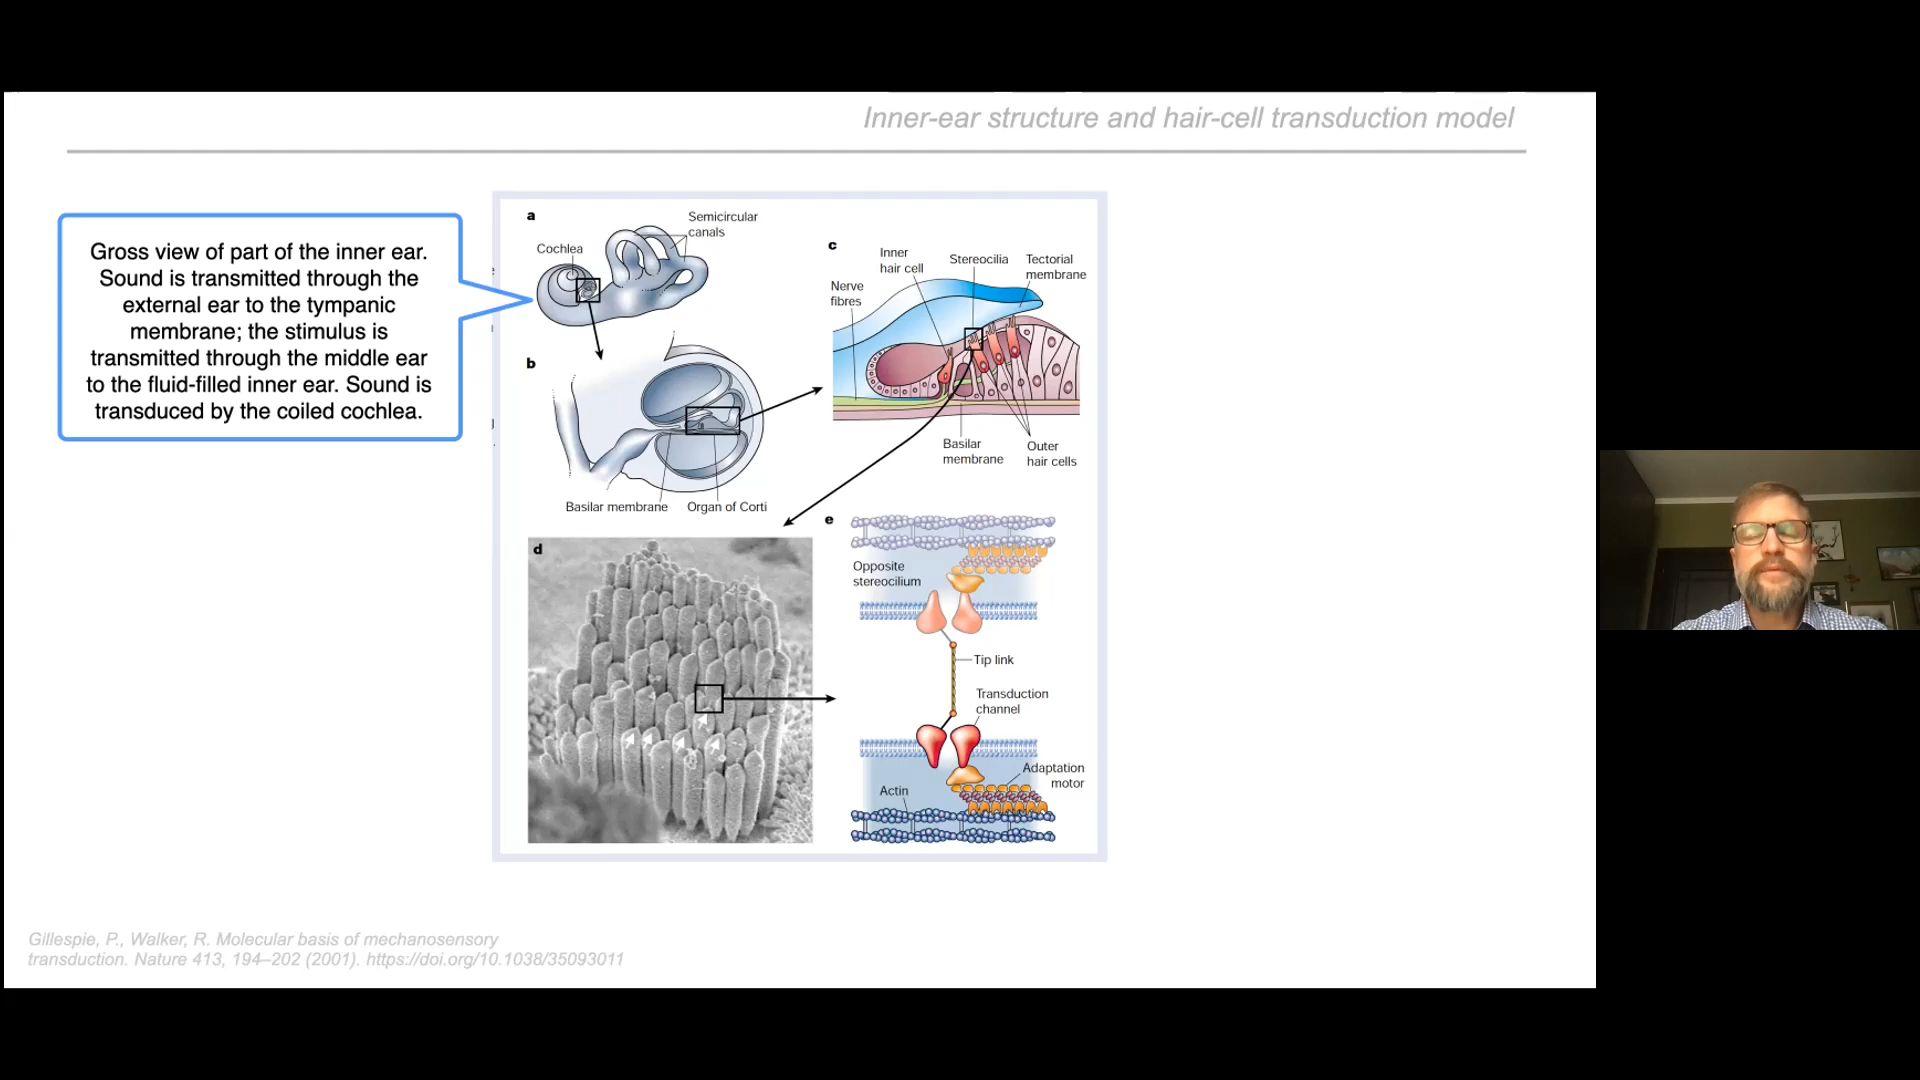 Inner-ear structure and hair-cell transduction model
Gross view of part of the inner ear.
Sound is transmitted through the
external ear to the tympanic
membrane; the stimulus is
transmitted through the middle ear
to the fluid-filled inner ear. Sound is
transduced by the coiled cochlea.
a
Semicircular
canals
Cochlea
b
Basilar membrane
Organ of Corti
c
Inner
hair cell
Stereocilia
Tectorial
membrane
Nerve
fibres
Basilar
membrane
Outer
hair cells
d
e
Opposite
stereocilium
Tip link
Transduction
channel
Adaptation
motor
Actin
Gillespie, P., Walker, R. Molecular basis of mechanosensory
transduction. Nature 413, 194–202 (2001). https://doi.org/10.1038/35093011